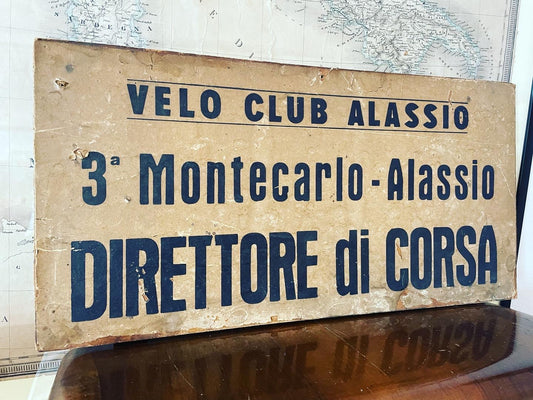 VELO CLUB ALASSIO
3ª Montecarlo-Alassio
DIRETTORE di CORSA